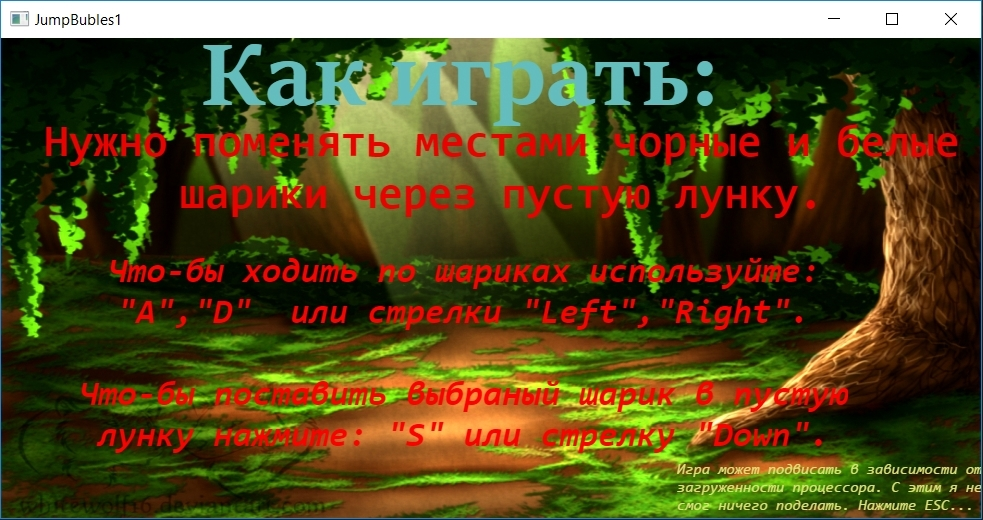 JumpBubles1
Как играть:
Нужно поменять местами чорные и белые
шарики через пустую лунку.
Что-бы ходить по шариках используйте:
"A","D" или стрелки "Left","Right".
Что-бы поставить выбраный шарик в пустую
лунку нажмите: "S" или стрелку "Down".
Игра может подвисать в зависимости от
загруженности процессора. С этим я не
смог ничего поделать. Нажмите ESC...